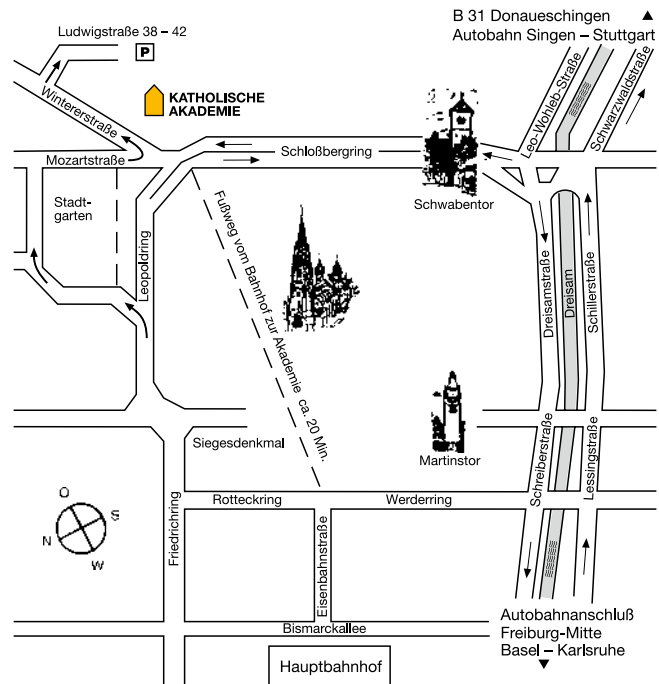 Ludwigstraße 38 – 42
P
B 31 Donaueschingen
Autobahn Singen – Stuttgart
KATHOLISCHE
AKADEMIE
Wintererstraße
Leo-Wohleb-Straße
Schwarzwaldstraße
Mozartstraße
Schloßbergring
Schwabentor
Stadt-
garten
Leopoldring
Fußweg vom Bahnhof zur Akademie ca. 20 Min.
Dreisamstraße
Dreisam
Schillerstraße
Siegesdenkmal
Martinstor
Schreiberstraße
Lessingstraße
Rotteckring
Werderring
O
S
N
W
Friedrichring
Eisenbahnstraße
Bismarckallee
Hauptbahnhof
Autobahnanschluß
Freiburg-Mitte
Basel – Karlsruhe